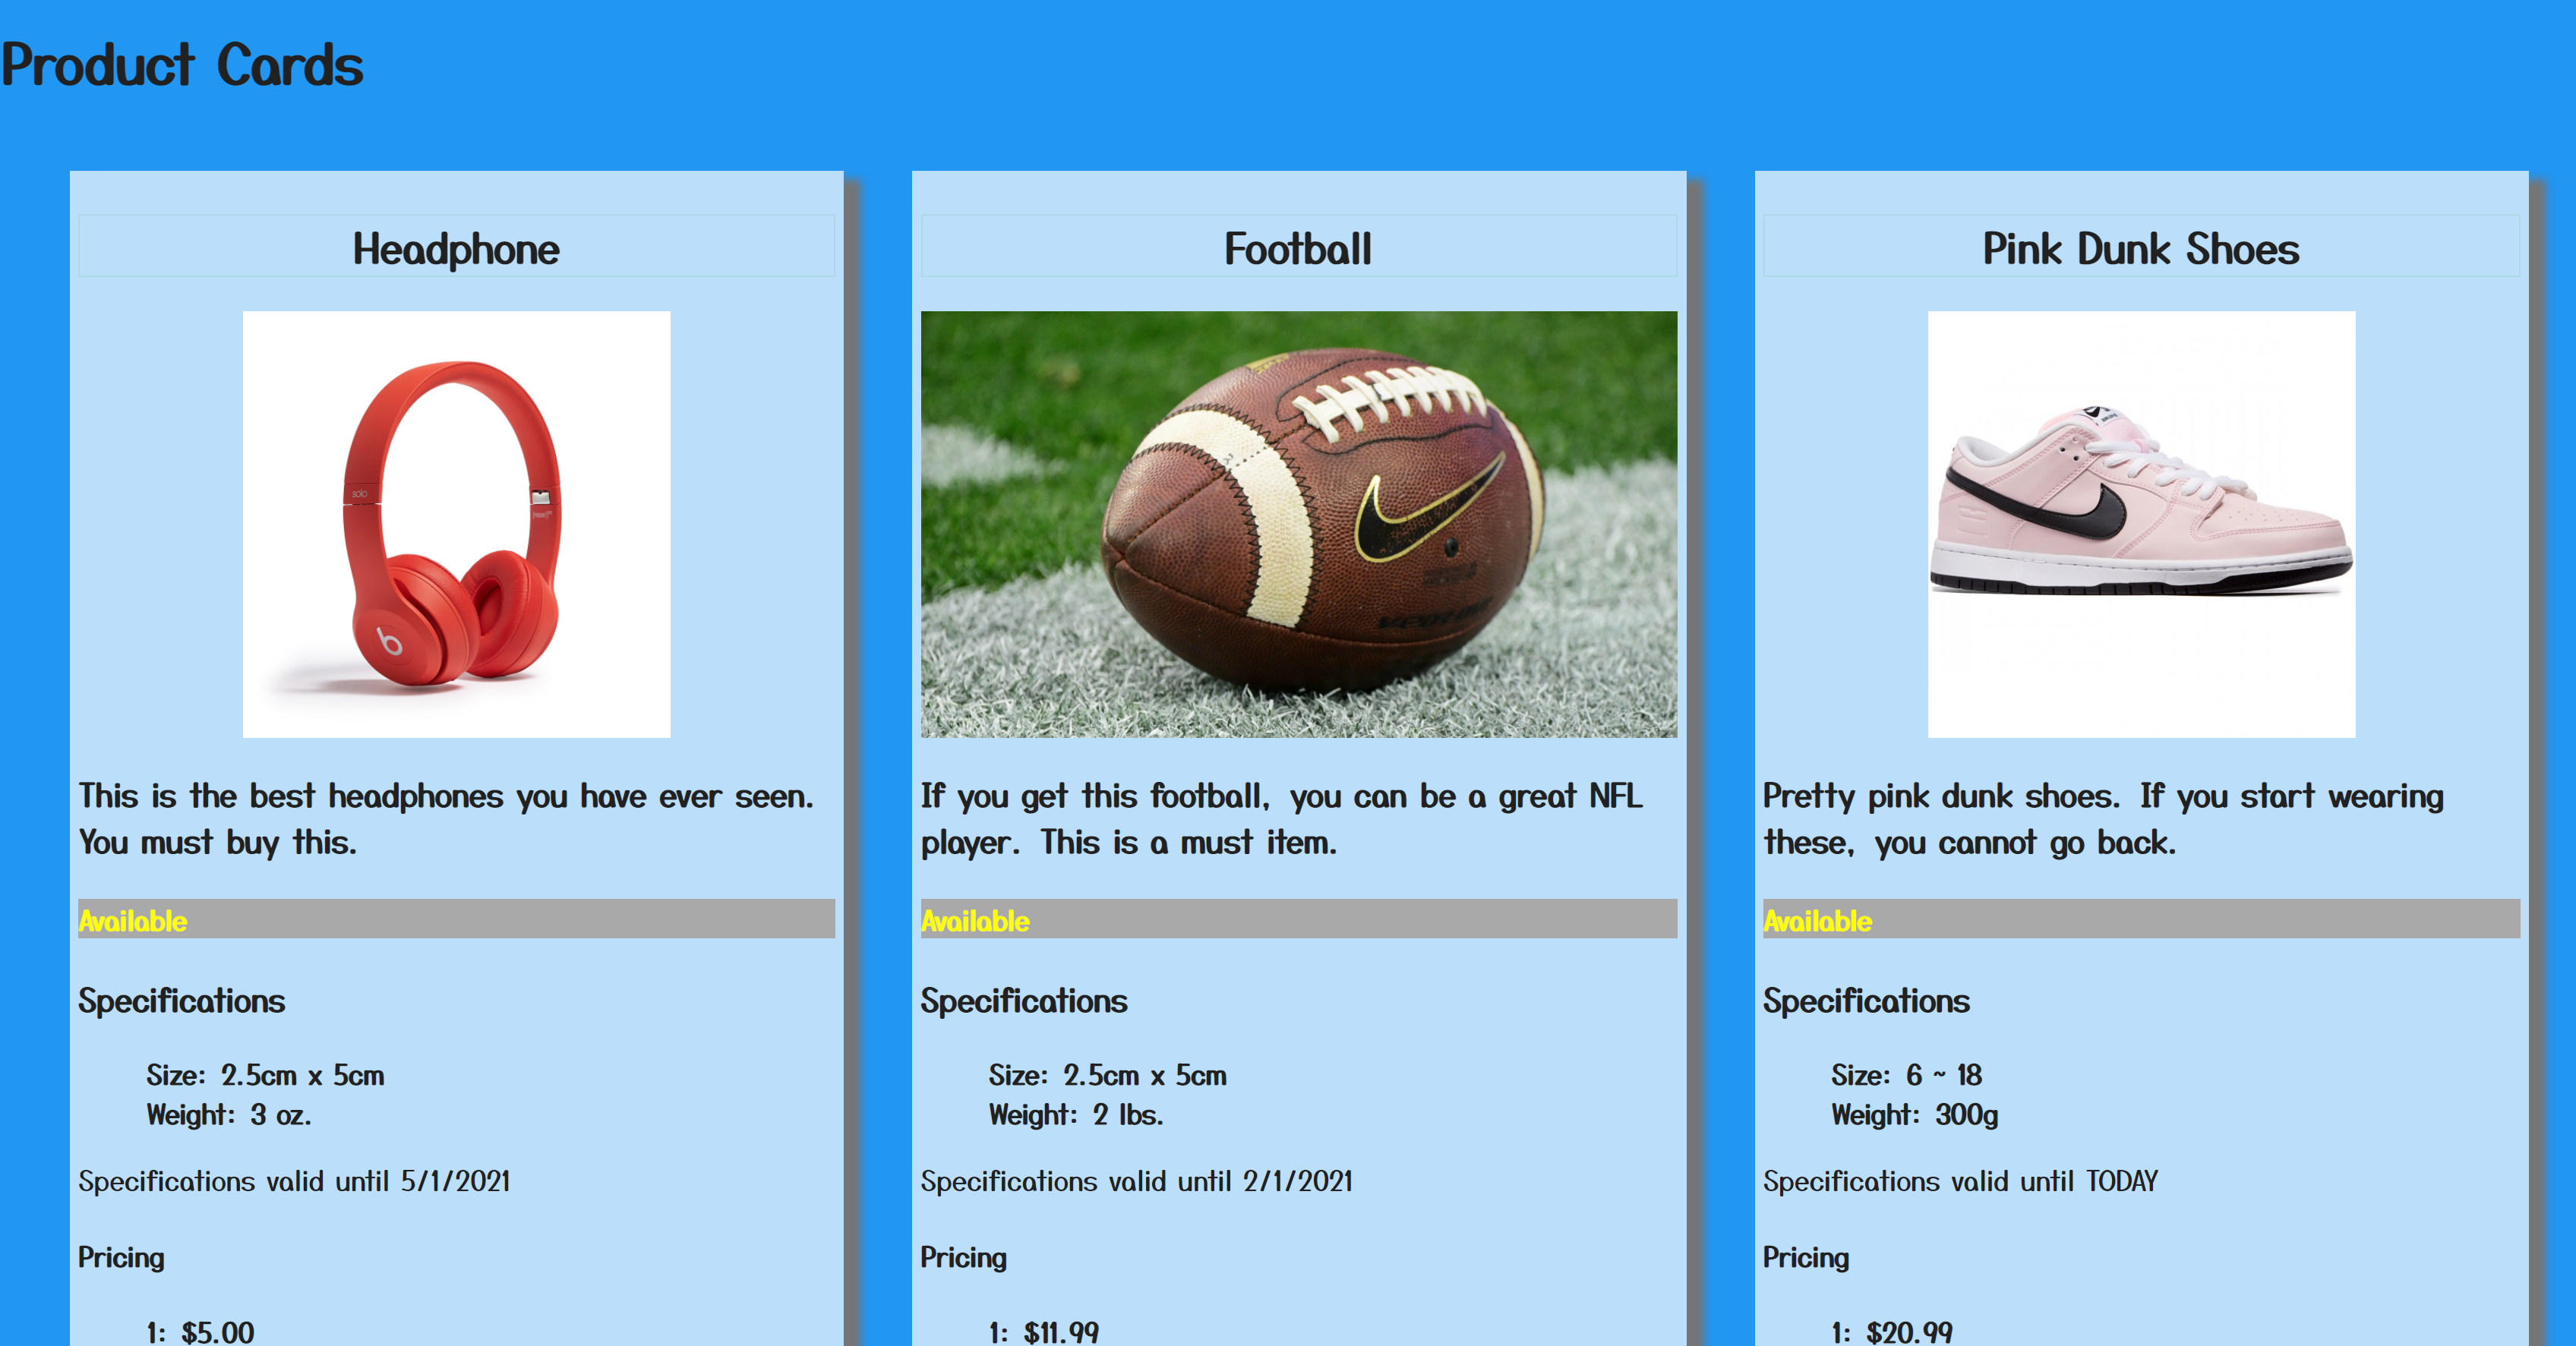 Product Cards
Headphone
solo
b
This is the best headphones you have ever seen.
You must buy this.
Available
Specifications
Size: 2.5cm x 5cm
Weight: 3 oz.
Specifications valid until 5/1/2021
Pricing
1: $5.00
Football
If you get this football, you can be a great NFL
player. This is a must item.
Available
Specifications
Size: 2.5cm x 5cm
Weight: 2 lbs.
Specifications valid until 2/1/2021
Pricing
1: $11.99
Pink Dunk Shoes
Pretty pink dunk shoes. If you start wearing
these, you cannot go back.
Available
Specifications
Size: 6 ~ 18
Weight: 300g
Specifications valid until TODAY
Pricing
1: $20.99